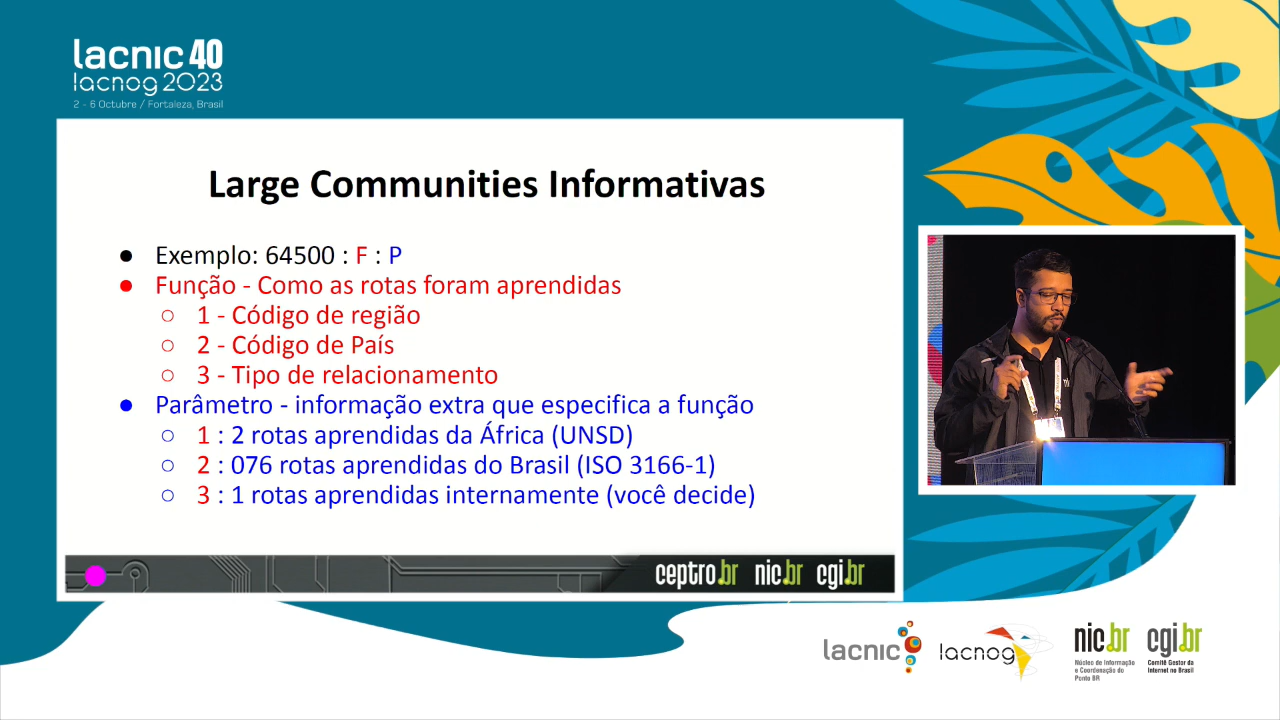 lacnic 40
lacnog 2023
2 - 6 Octubre / Fortaleza, Brasil
Large Communities Informativas
● Exemplo: 64500 : F : P
● Função - Como as rotas foram aprendidas
○ 1 - Código de região
○ 2 - Código de País
○ 3 - Tipo de relacionamento
● Parâmetro - informação extra que especifica a função
○ 1 : 2 rotas aprendidas da África (UNSD)
○ 2 : 076 rotas aprendidas do Brasil (ISO 3166-1)
○ 3 : 1 rotas aprendidas internamente (você decide)
ceptro.br nic.br cgi.br
lacnic
lacnog
nic.br
Núcleo de Informação
e Coordenação do
Ponto BR
cgi.br
Comitê Gestor da
Internet no Brasil